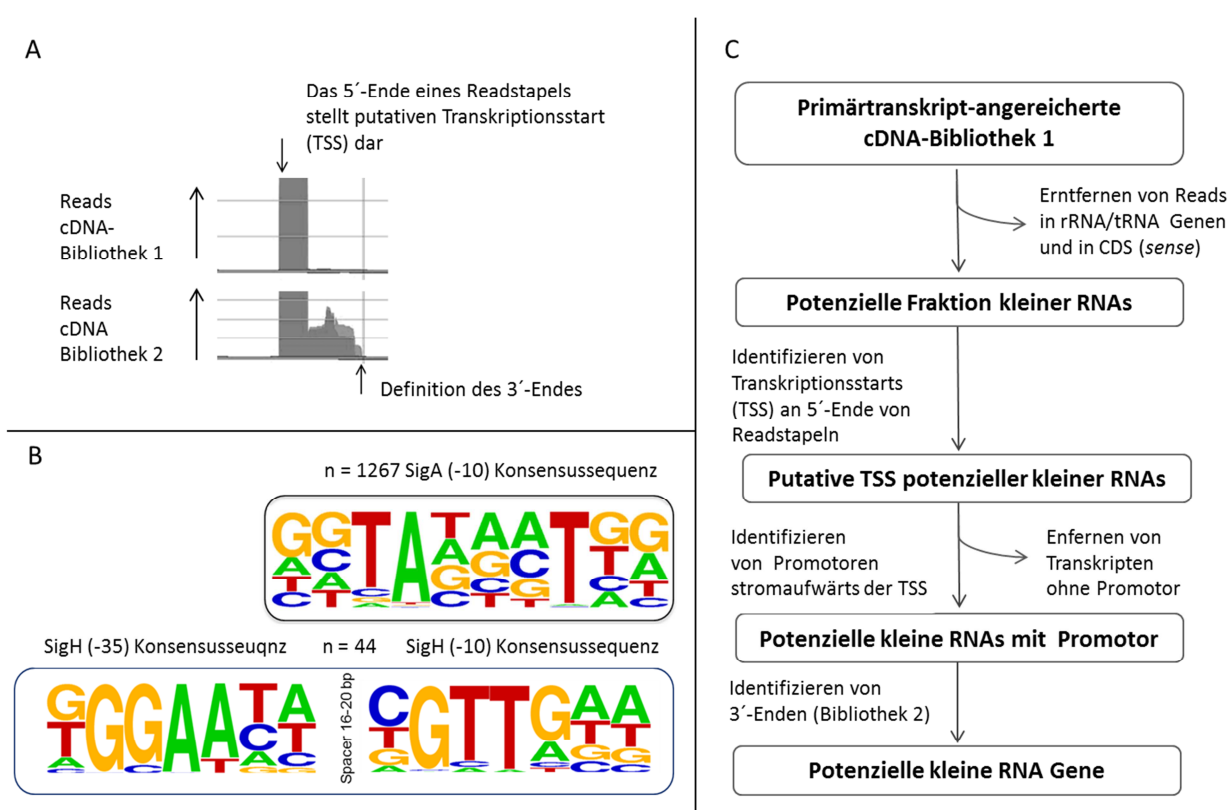 A
Das 5´-Ende eines Readstapels
stellt putativen Transkriptionsstart
(TSS) dar
Reads
cDNA-
Bibliothek 1
Reads
cDNA
Bibliothek 2
Definition des 3´-Endes
B
n = 1267 SigA (-10) Konsensussequenz
SigH (-35) Konsensusseuqnz n = 44 SigH (-10) Konsensusequenz
Spacer 16-20 bp
C
Primärtranskript-angereicherte
cDNA-Bibliothek 1
Erntfernen von Reads
in rRNA/tRNA Genen
und in CDS (sense)
Potenzielle Fraktion kleiner RNAs
Identifizieren von
Transkriptionsstarts
(TSS) an 5´-Ende von
Readstapeln
Putative TSS potenzieller kleiner RNAs
Identifizieren
von Promotoren
stromaufwärts der TSS
Enfernen von
Transkripten
ohne Promotor
Potenzielle kleine RNAs mit Promotor
Identifizieren von
3´-Enden (Bibliothek 2)
Potenzielle kleine RNA Gene